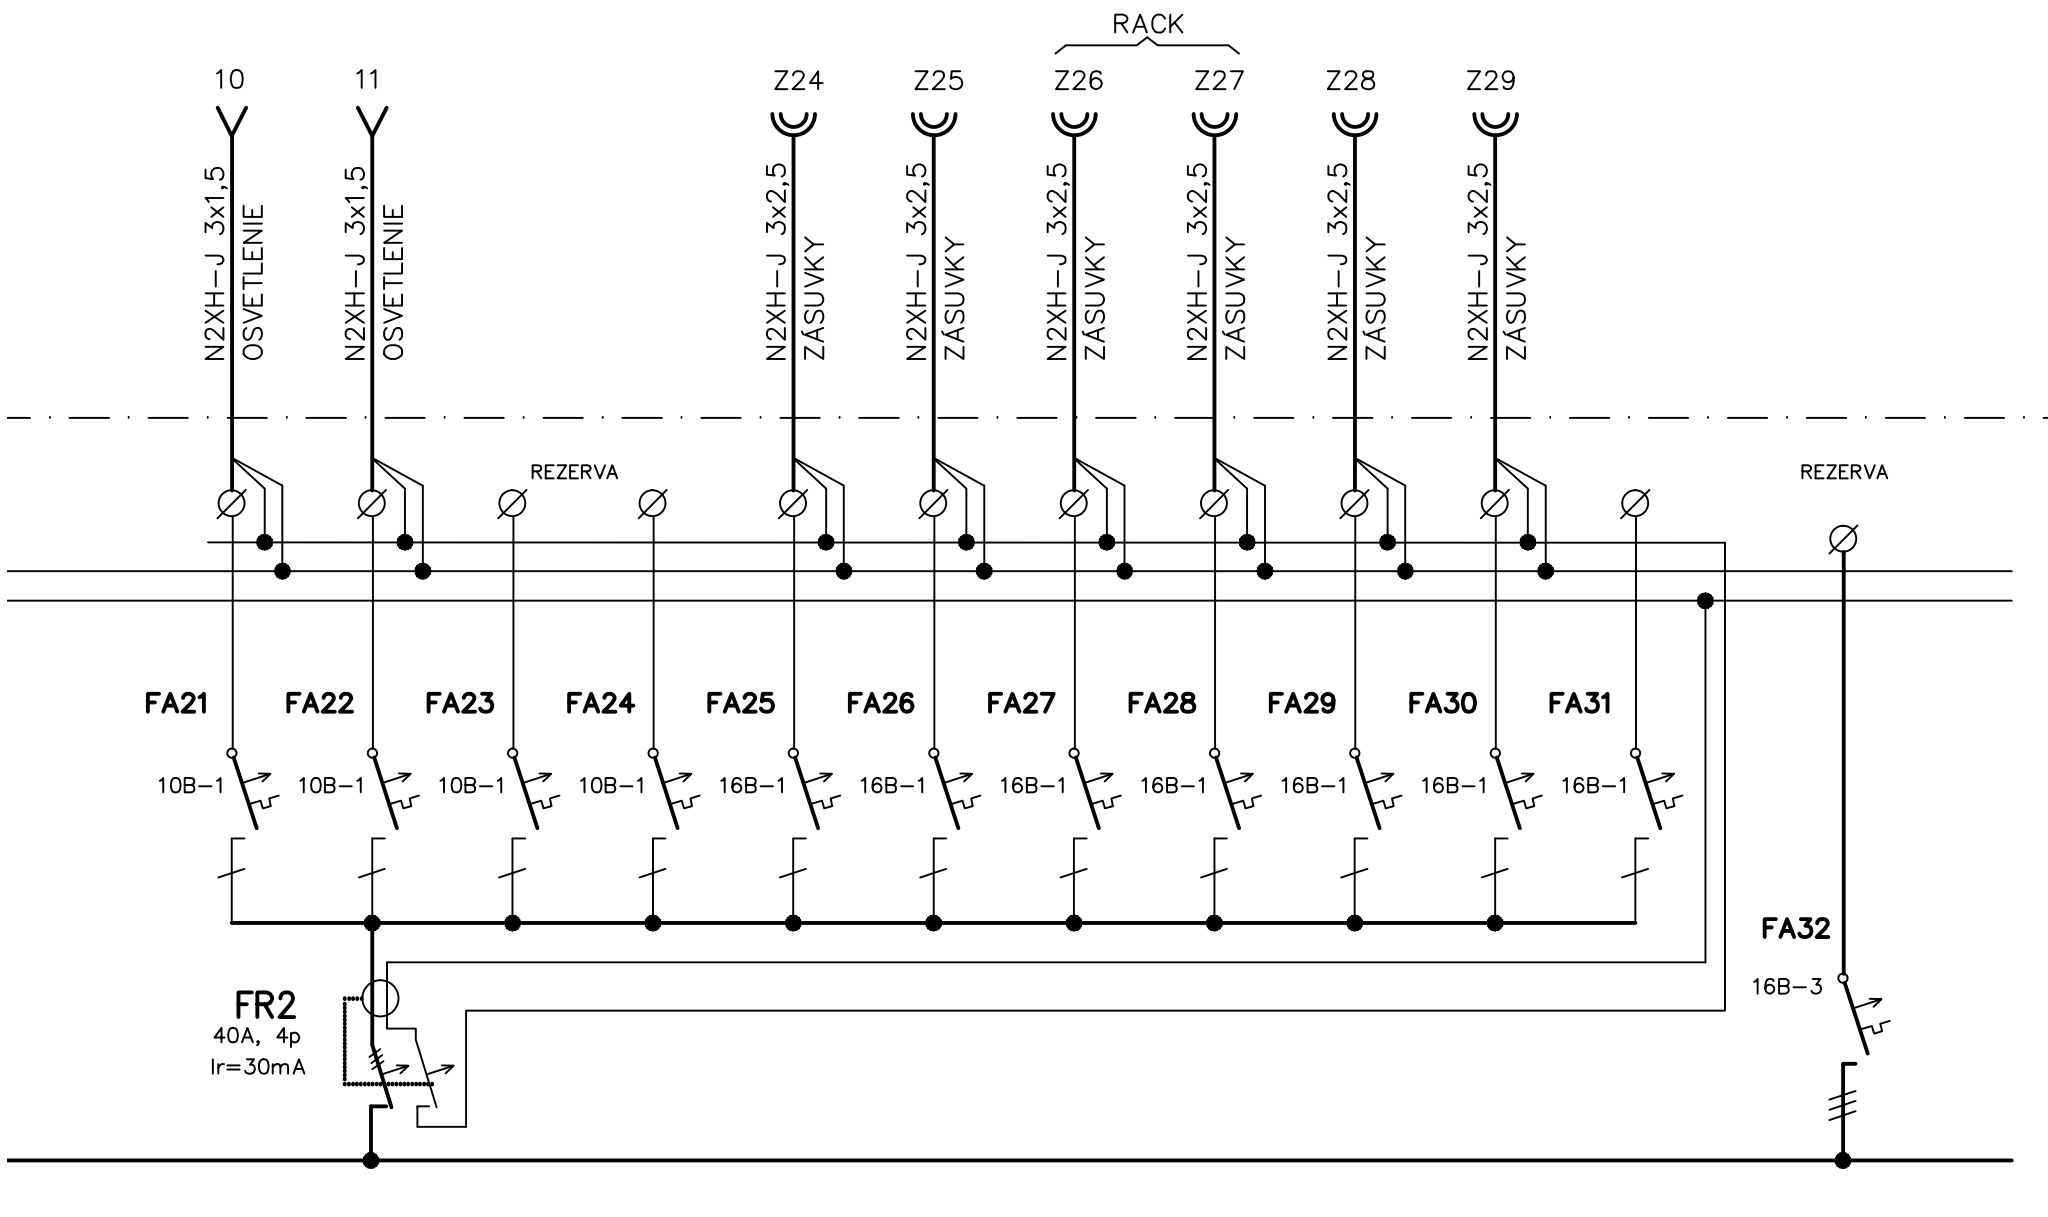 RACK
10
11
Z24
Z25
Z26
Z27
Z28
Z29
N2XH-J 3x1,5
OSVETLENIE
N2XH-J 3x1,5
OSVETLENIE
N2XH-J 3x2,5
ZÁSUVKY
N2XH-J 3x2,5
ZÁSUVKY
N2XH-J 3x2,5
ZÁSUVKY
N2XH-J 3x2,5
ZÁSUVKY
N2XH-J 3x2,5
ZÁSUVKY
N2XH-J 3x2,5
ZÁSUVKY
REZERVA
REZERVA
FA21
FA22
FA23
FA24
FA25
FA26
FA27
FA28
FA29
FA30
FA31
10B-1
10B-1
10B-1
10B-1
16B-1
16B-1
16B-1
16B-1
16B-1
16B-1
16B-1
FA32
16B-3
FR2
40A, 4p
Ir=30mA